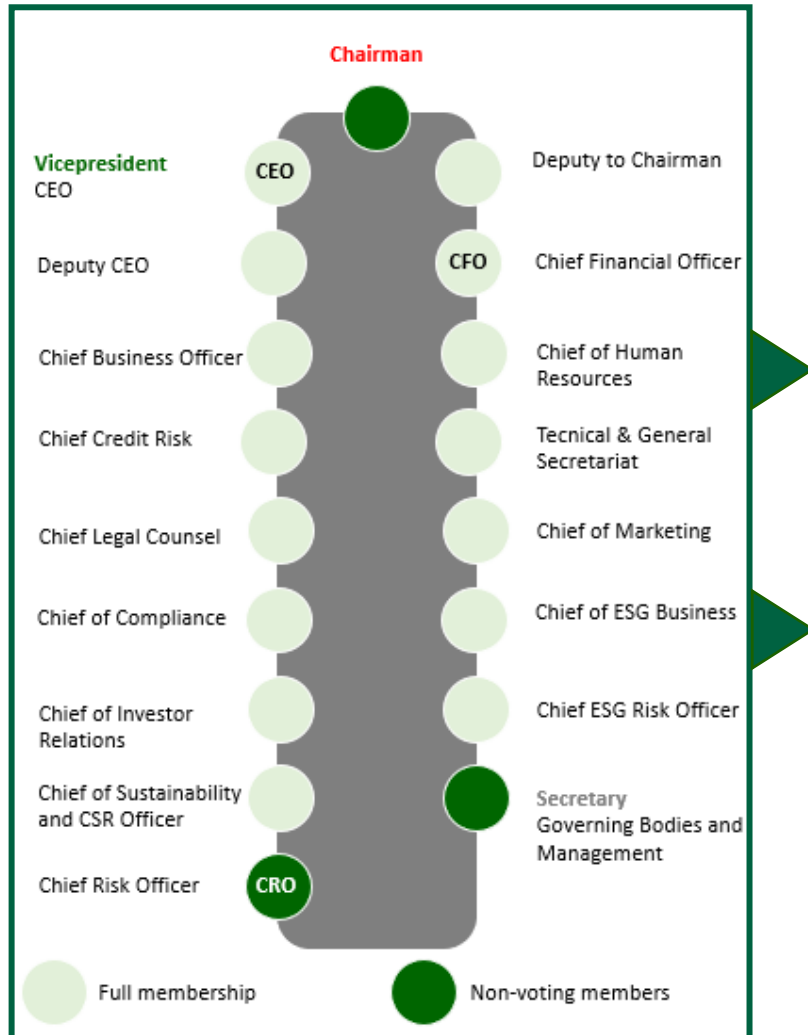 Chairman
Vicepresident
CEO
CEO
Deputy to Chairman
Deputy CEO
CFO
Chief Financial Officer
Chief Business Officer
Chief of Human
Resources
Chief Credit Risk
Tecnical & General
Secretariat
Chief Legal Counsel
Chief of Marketing
Chief of Compliance
Chief of ESG Business
Chief of Investor
Relations
Chief ESG Risk Officer
Chief of Sustainability
and CSR Officer
Secretary
Governing Bodies and
Management
Chief Risk Officer
CRO
Full membership
Non-voting members